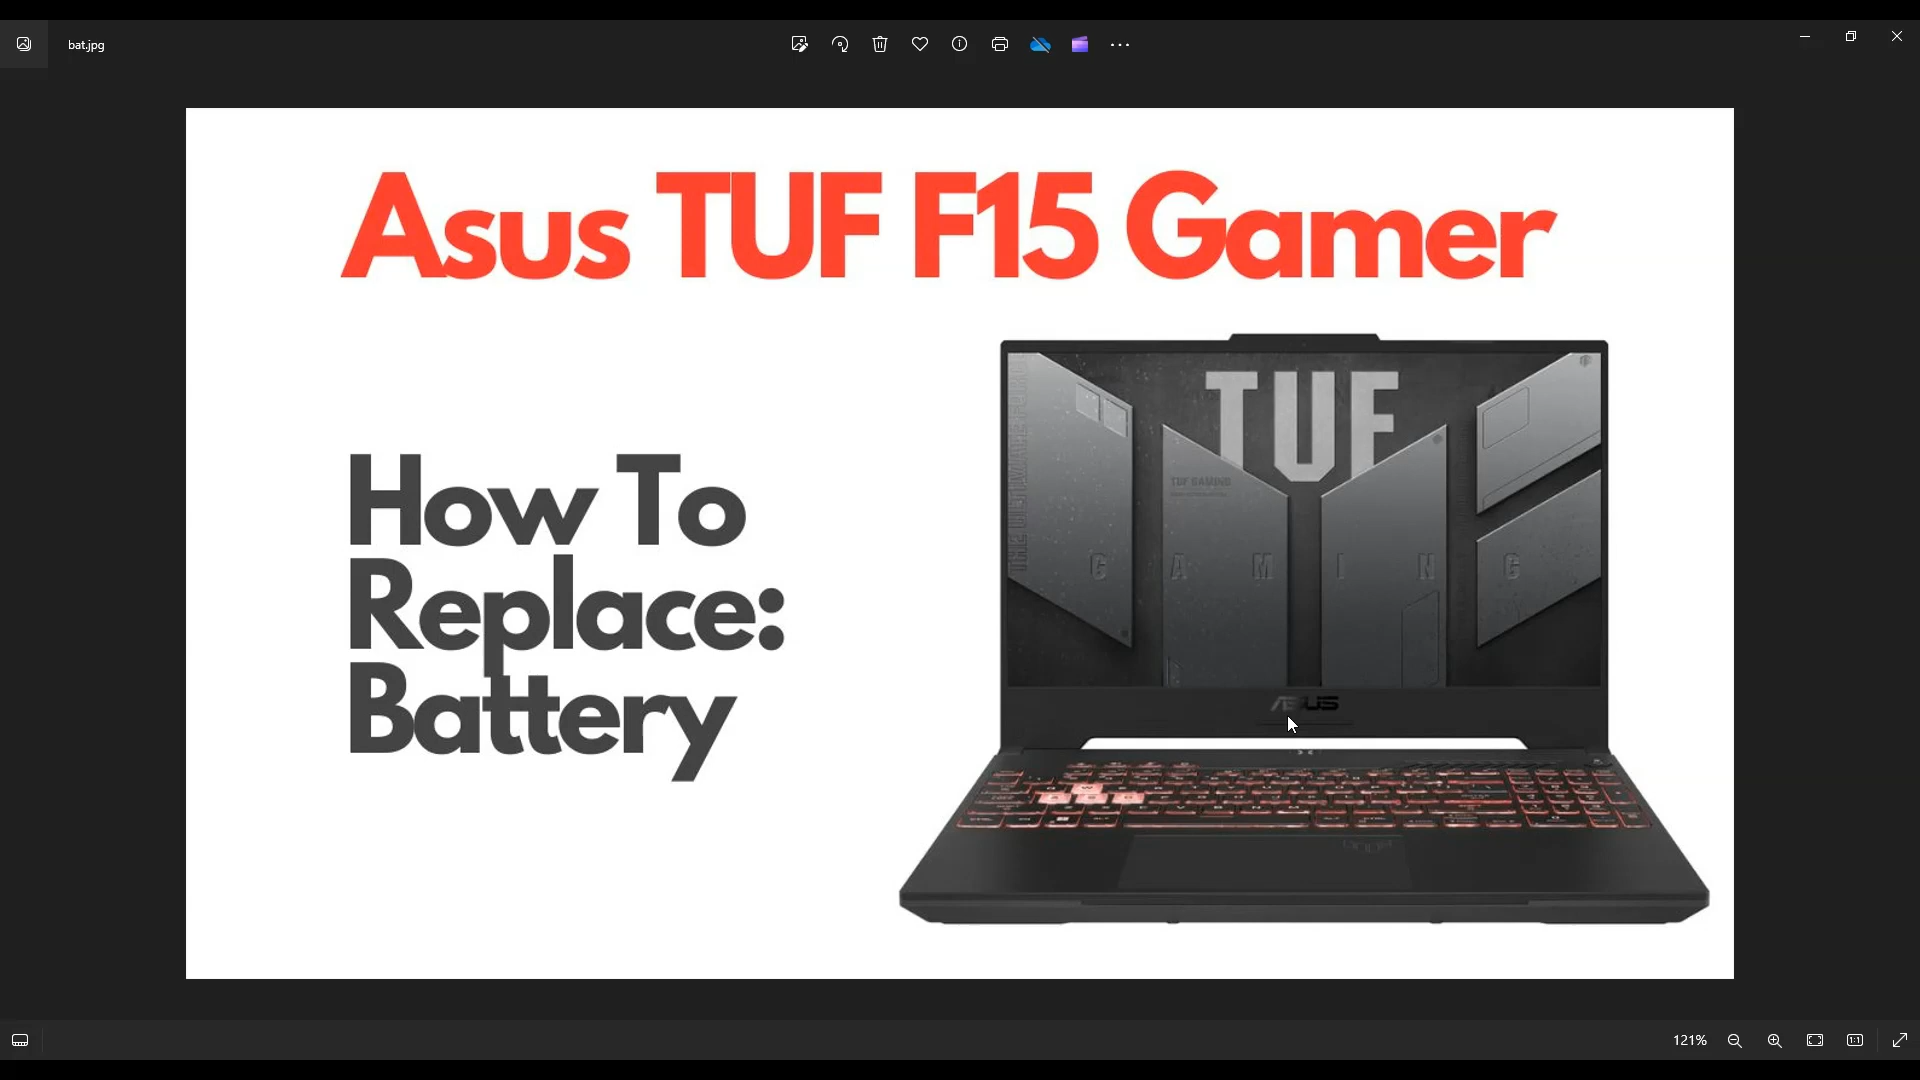 bat.jpg
Asus TUF F15 Gamer
How To
Replace:
Battery
TUF
TUF GAMING
G A M I N G
ASUS
121%